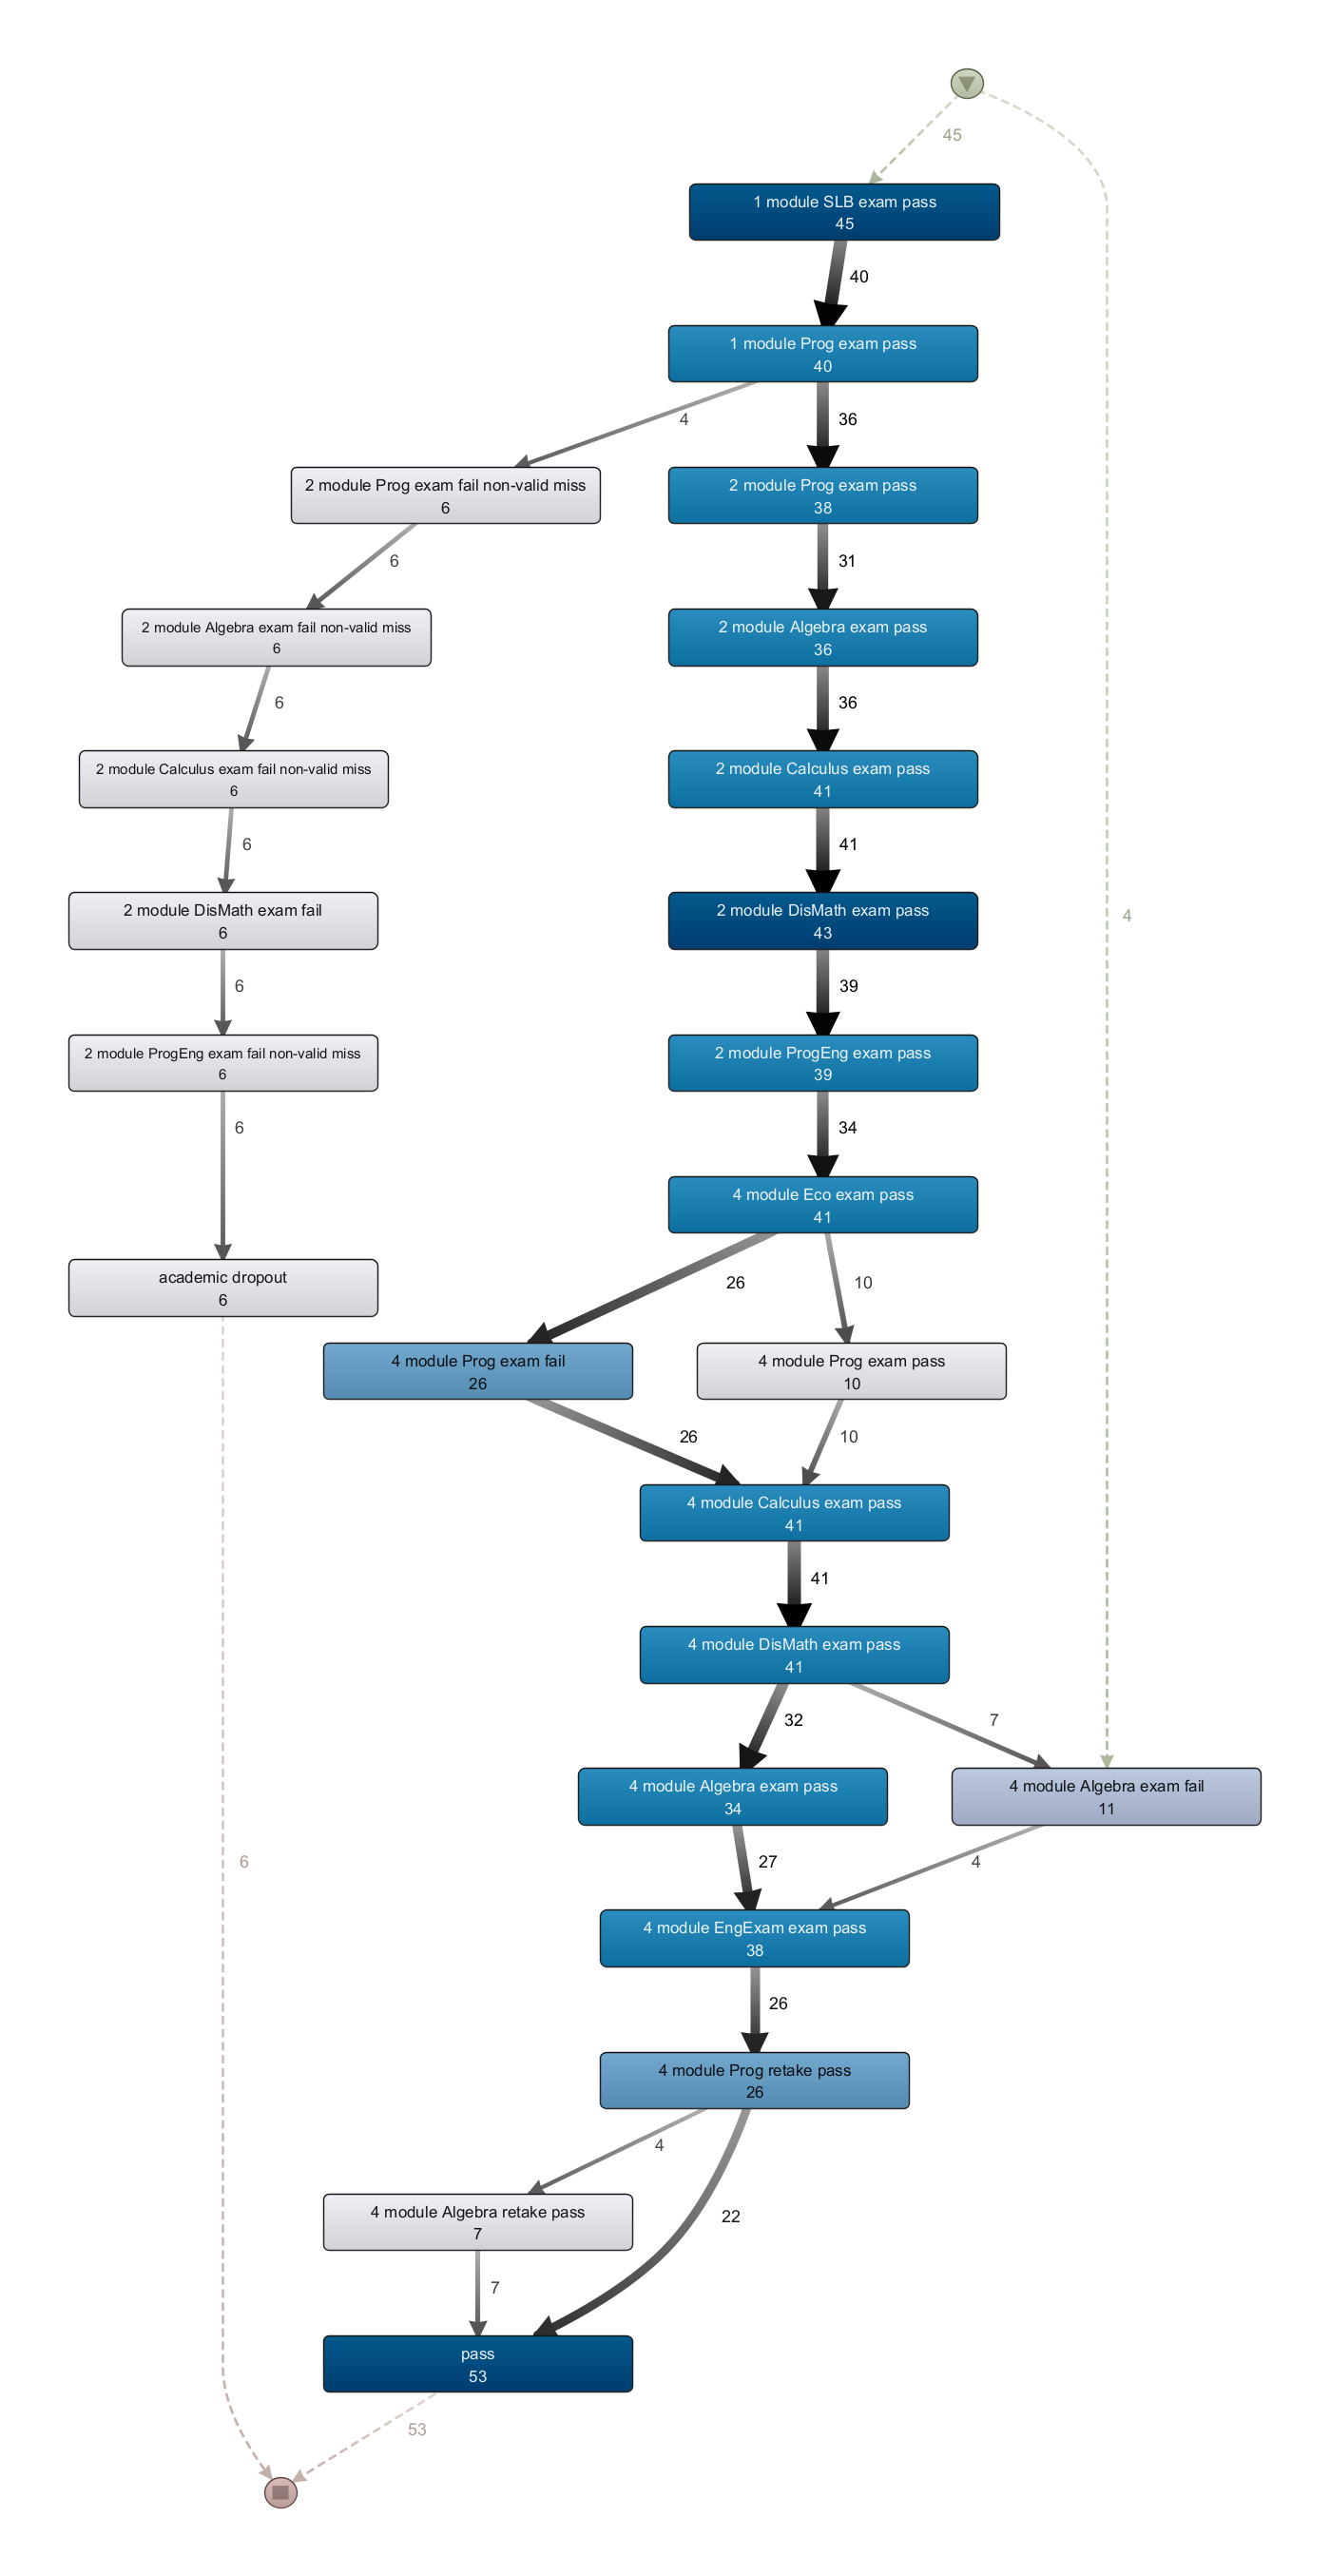 45
1 module SLB exam pass
45
40
1 module Prog exam pass
40
4
36
2 module Prog exam fail non-valid miss
6
2 module Prog exam pass
38
6
31
2 module Algebra exam fail non-valid miss
6
2 module Algebra exam pass
36
6
36
2 module Calculus exam fail non-valid miss
6
2 module Calculus exam pass
41
6
41
2 module DisMath exam fail
6
2 module DisMath exam pass
43
4
6
39
2 module ProgEng exam fail non-valid miss
6
2 module ProgEng exam pass
39
6
34
4 module Eco exam pass
41
academic dropout
6
26
10
4 module Prog exam fail
26
4 module Prog exam pass
10
26
10
4 module Calculus exam pass
41
41
4 module DisMath exam pass
41
32
7
4 module Algebra exam pass
34
4 module Algebra exam fail
11
6
27
4
4 module EngExam exam pass
38
26
4 module Prog retake pass
26
4
22
4 module Algebra retake pass
7
7
pass
53
53